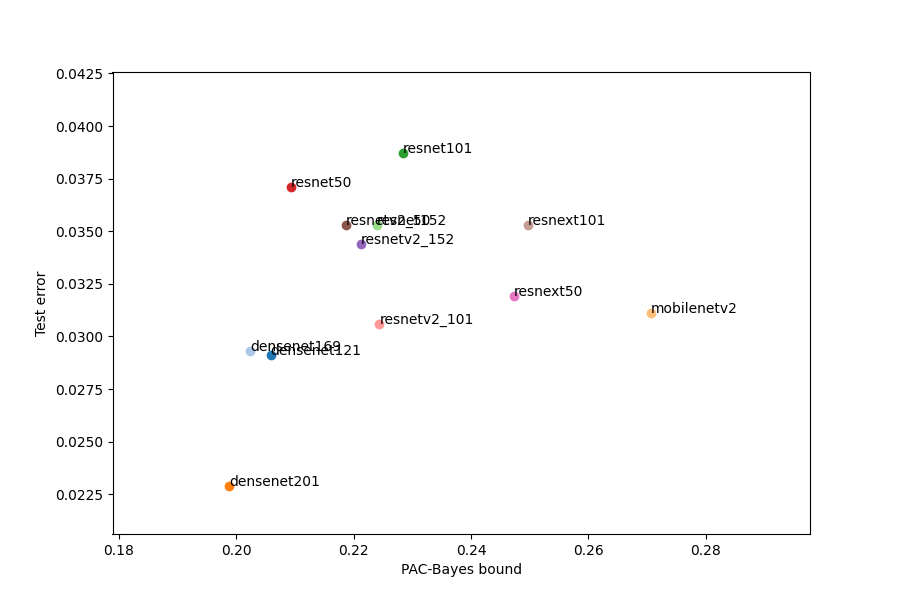 0.0425
0.0400
0.0375
0.0350
0.0325
0.0300
0.0275
0.0250
0.0225
Test error
resnet101
resnet50
resnetv2_50
resnet152
resnext101
resnetv2_152
resnext50
mobilenetv2
resnetv2_101
densenet169
densenet121
densenet201
0.18 0.20 0.22 0.24 0.26 0.28
PAC-Bayes bound